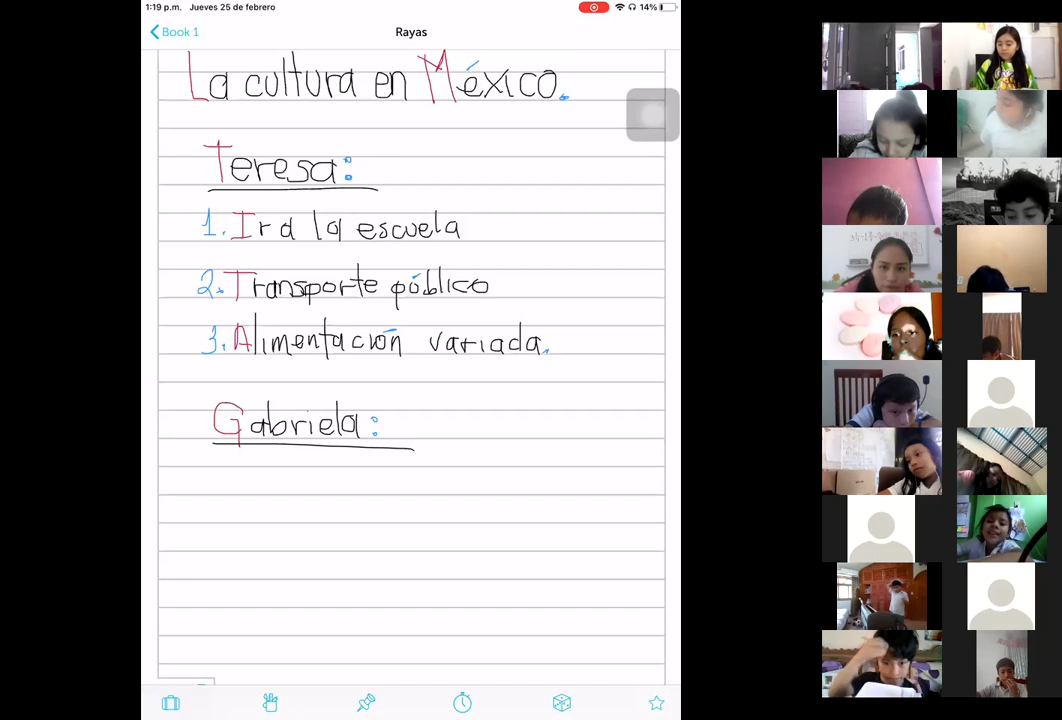 1:19 p.m. Jueves 25 de febrero
14%
Book 1
Rayas
La cultura en México.
Teresa:
1. Ir a la escuela
2. Transporte póblico
3. Alimentación variada.
Gabriela: